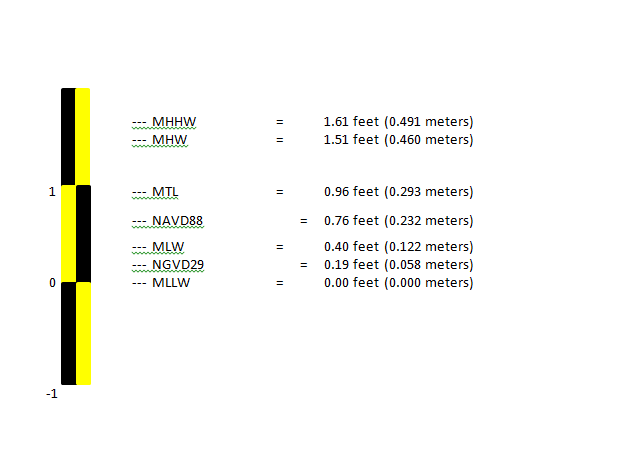 --- MHHW = 1.61 feet (0.491 meters)
--- MHW = 1.51 feet (0.460 meters)
1 --- MTL = 0.96 feet (0.293 meters)
--- NAVD88 = 0.76 feet (0.232 meters)
--- MLW = 0.40 feet (0.122 meters)
--- NGVD29 = 0.19 feet (0.058 meters)
0 --- MLLW = 0.00 feet (0.000 meters)
-1